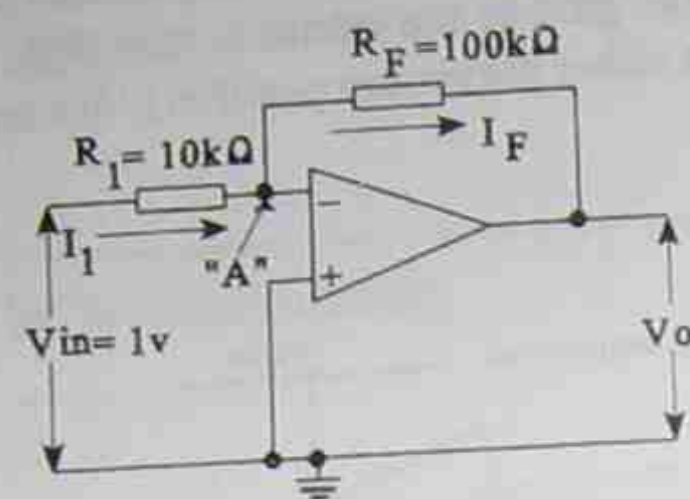 R_F =100kΩ
I_F
R_1= 10kΩ
I_1
"A"
−
+
Vin= 1v
Vo